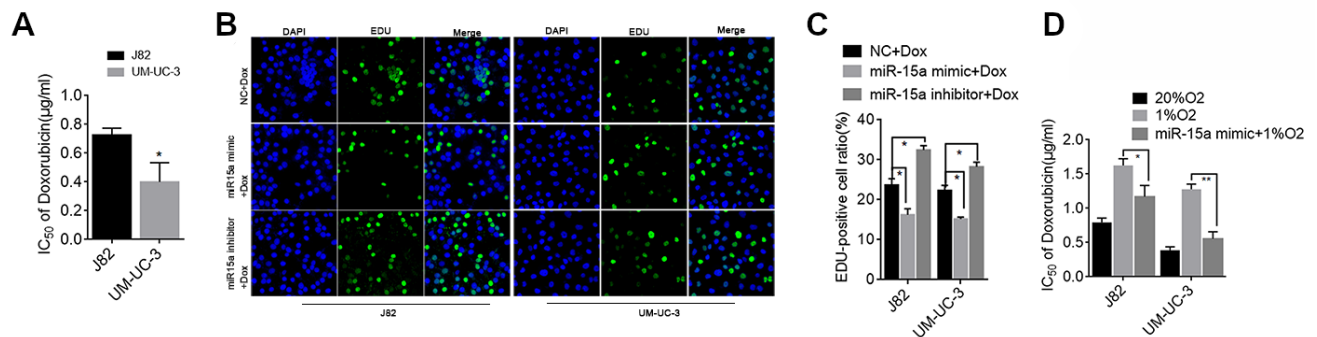 A
J82
UM-UC-3
IC50 of Doxorubicin(μg/ml)
1.0
0.8
0.6
0.4
0.2
0.0
*
J82
UM-UC-3
B
DAPI
EDU
Merge
DAPI
EDU
Merge
NC+Dox
miR15a mimic
+Dox
miR15a inhibitor
+Dox
J82
UM-UC-3
C
NC+Dox
miR-15a mimic+Dox
miR-15a inhibitor+Dox
EDU-positive cell ratio(%)
40
30
20
10
0
*
*
*
*
J82
UM-UC-3
D
20%O2
1%O2
miR-15a mimic+1%O2
IC50 of Doxorubicin(μg/ml)
2.0
1.5
1.0
0.5
0.0
*
**
J82
UM-UC-3